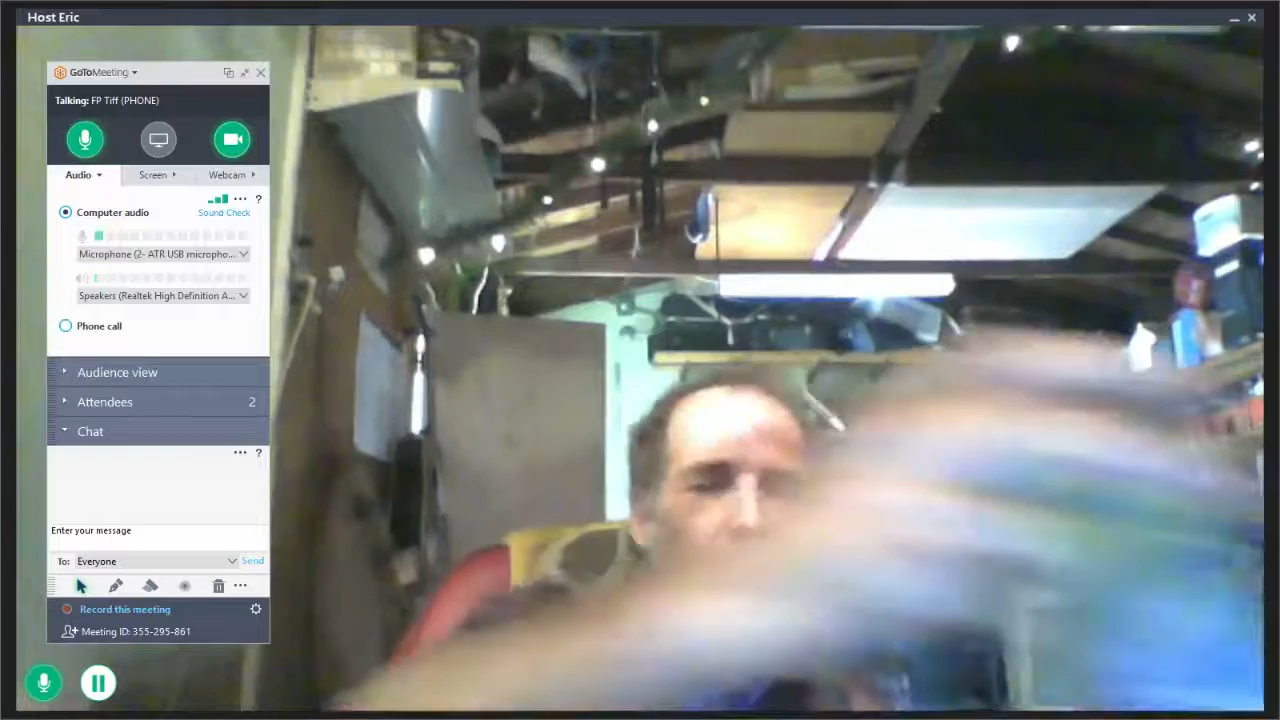 Host Eric
GoToMeeting
Talking: FP Tiff (PHONE)
Audio
Screen
Webcam
?
Computer audio
Sound Check
Microphone (2- ATR USB micropho...
Speakers (Realtek High Definition A...
Phone call
Audience view
Attendees 2
Chat
?
Enter your message
To: Everyone Send
Record this meeting
Meeting ID: 355-295-861